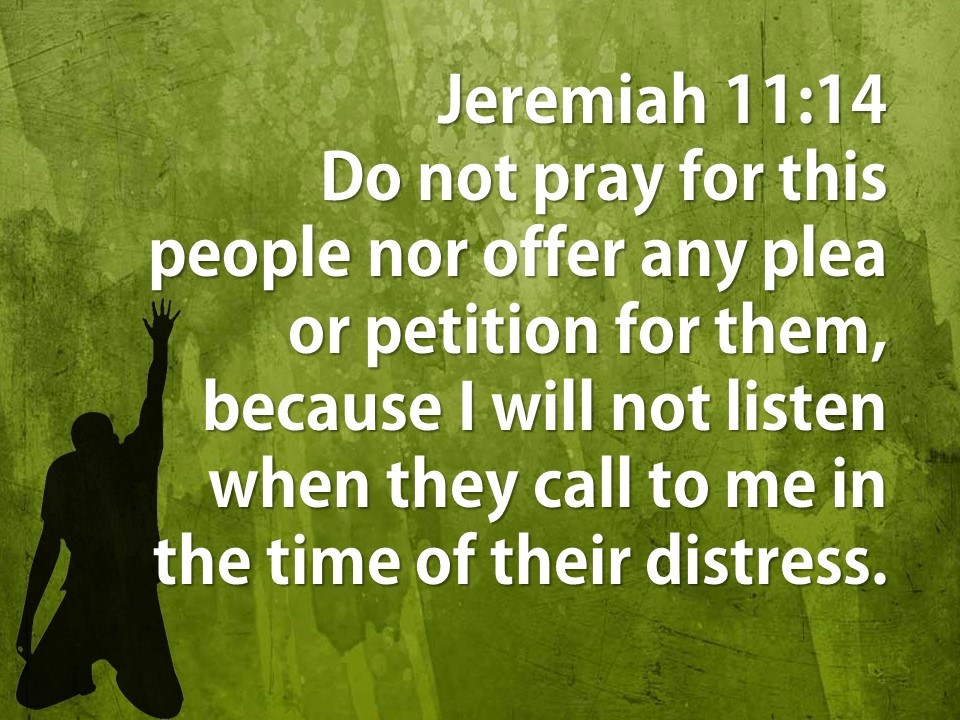 Jeremiah 11:14
Do not pray for this
people nor offer any plea
or petition for them,
because I will not listen
when they call to me in
the time of their distress.